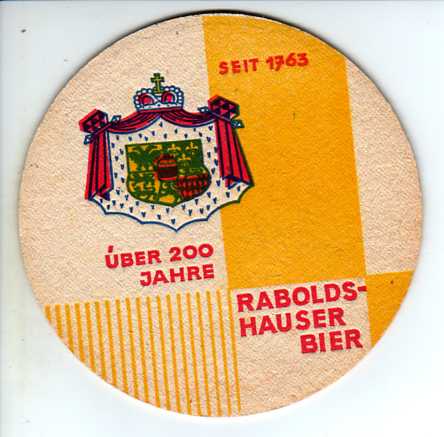 SEIT 1763
ÜBER 200
JAHRE
RABOLDS-
HAUSER
BIER